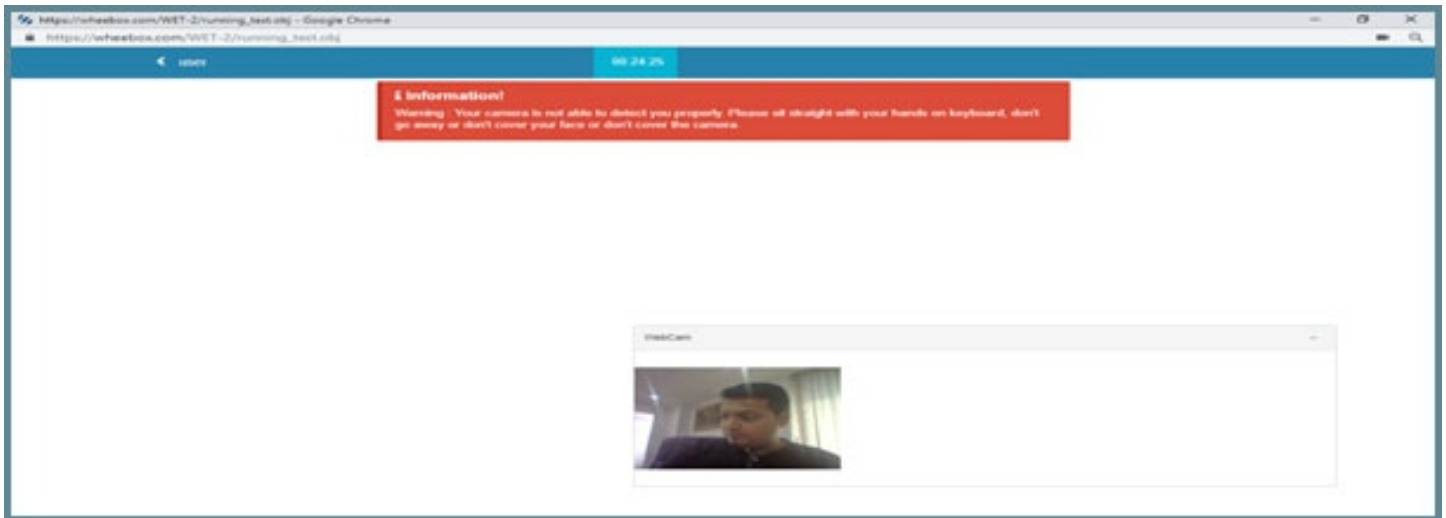 https://wheebox.com/WET-2/running_test.obj - Google Chrome
https://wheebox.com/WET-2/running_test.obj
user
00:24:25
Information!
Warning : Your camera is not able to detect you properly. Please sit straight with your hands on keyboard, don't
go away or don't cover your face or don't cover the camera.
WebCam